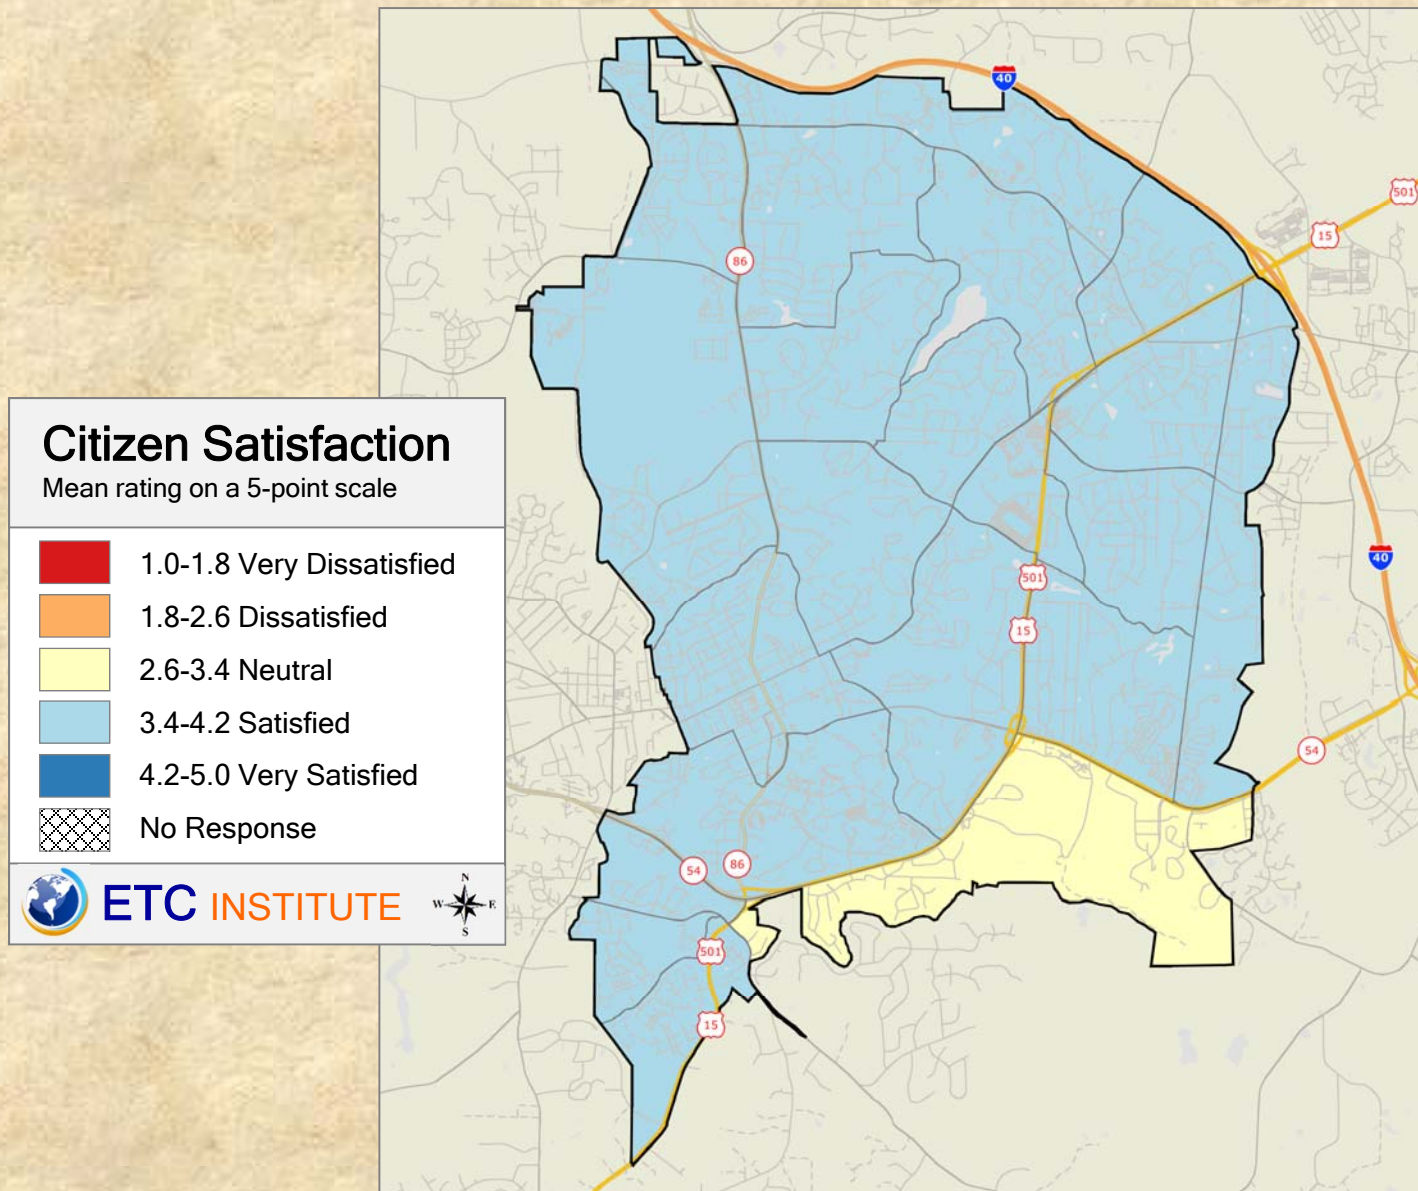 Citizen Satisfaction
Mean rating on a 5-point scale
1.0-1.8 Very Dissatisfied
1.8-2.6 Dissatisfied
2.6-3.4 Neutral
3.4-4.2 Satisfied
4.2-5.0 Very Satisfied
No Response
ETC INSTITUTE
N
W E
S
40
501
15
86
40
501
15
54
54
86
501
15